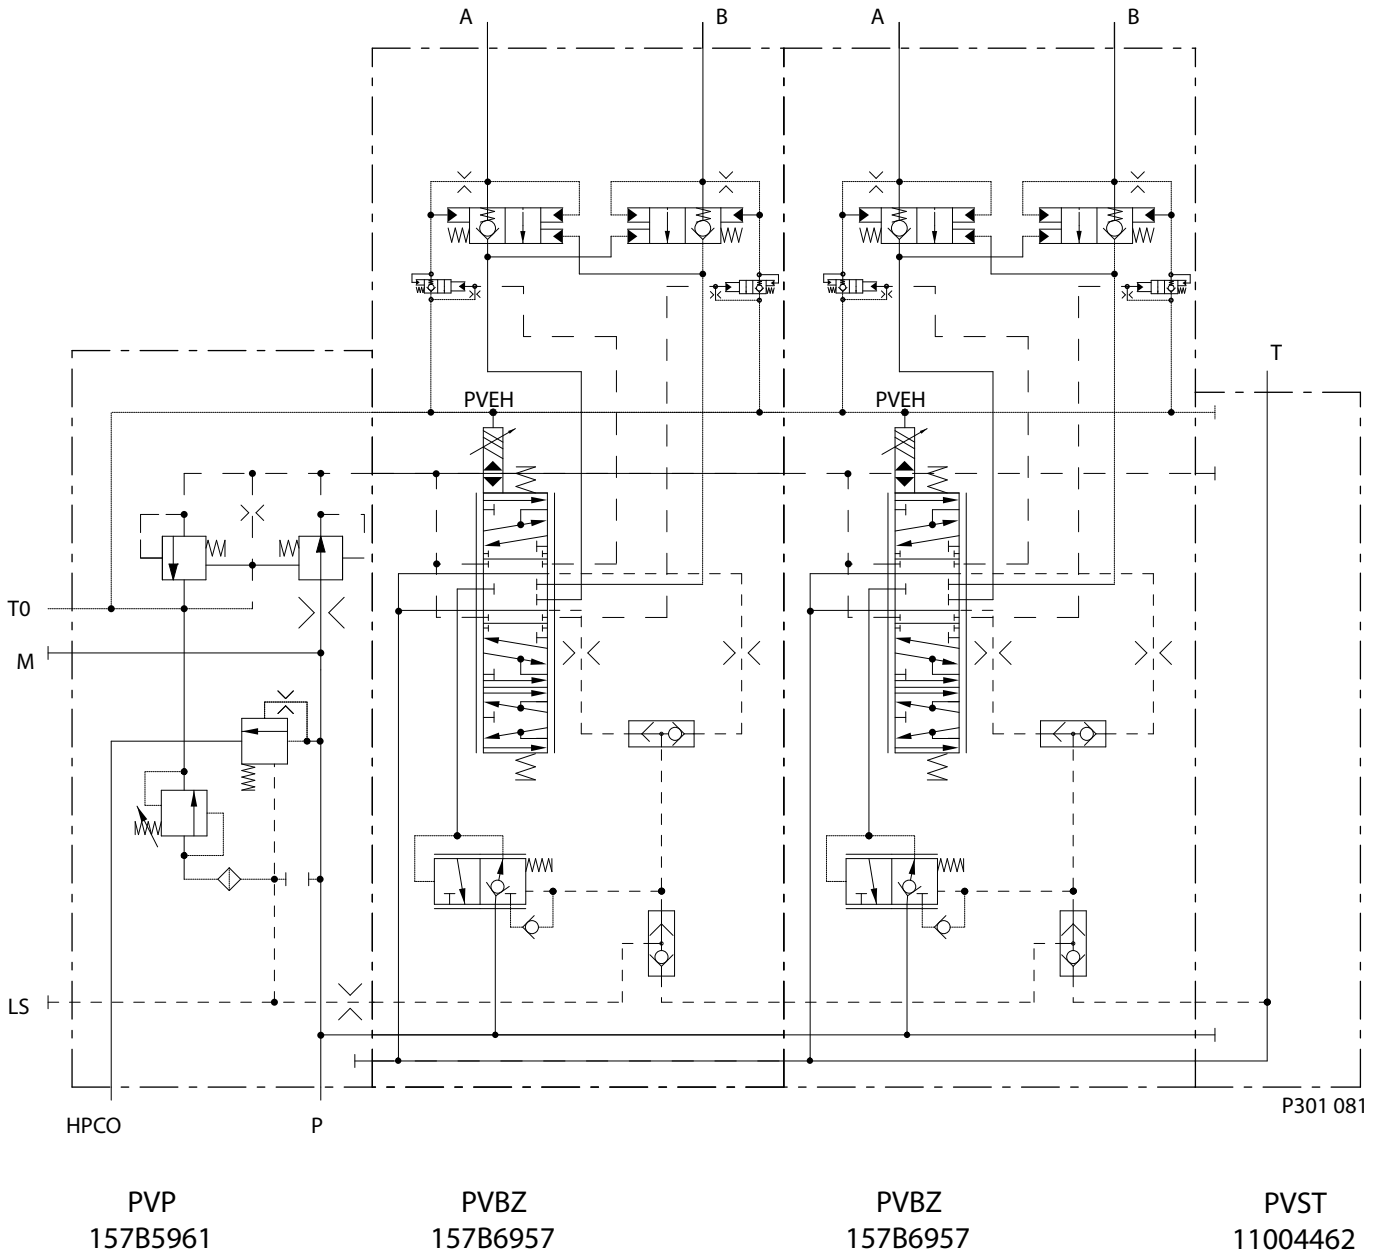 A
B
A
B
T
PVEH
PVEH
T0
M
LS
HPCO
P
P301 081
PVP
157B5961
PVBZ
157B6957
PVBZ
157B6957
PVST
11004462